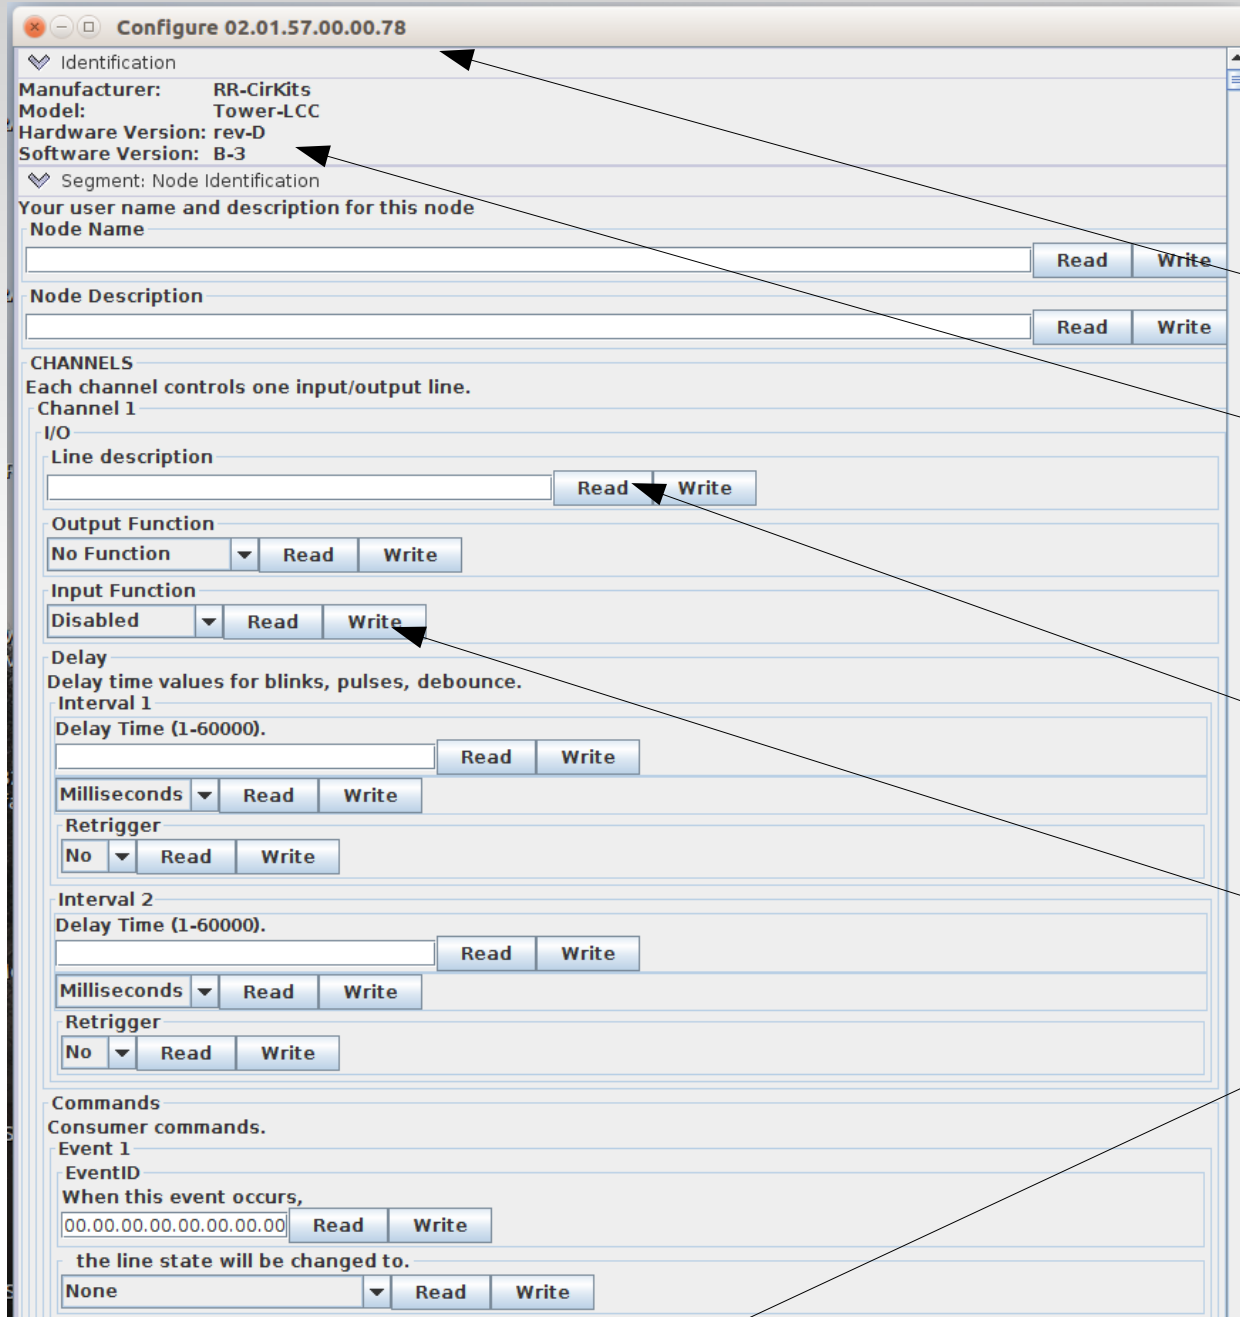 Configure 02.01.57.00.00.78
Identification
Manufacturer: RR-CirKits
Model: Tower-LCC
Hardware Version: rev-D
Software Version: B-3
Segment: Node Identification
Your user name and description for this node
Node Name
Read Write
Node Description
Read Write
CHANNELS
Each channel controls one input/output line.
Channel 1
I/O
Line description
Read Write
Output Function
No Function Read Write
Input Function
Disabled Read Write
Delay
Delay time values for blinks, pulses, debounce.
Interval 1
Delay Time (1-60000).
Read Write
Milliseconds Read Write
Retrigger
No Read Write
Interval 2
Delay Time (1-60000).
Read Write
Milliseconds Read Write
Retrigger
No Read Write
Commands
Consumer commands.
Event 1
EventID
When this event occurs,
00.00.00.00.00.00.00.00 Read Write
the line state will be changed to.
None Read Write